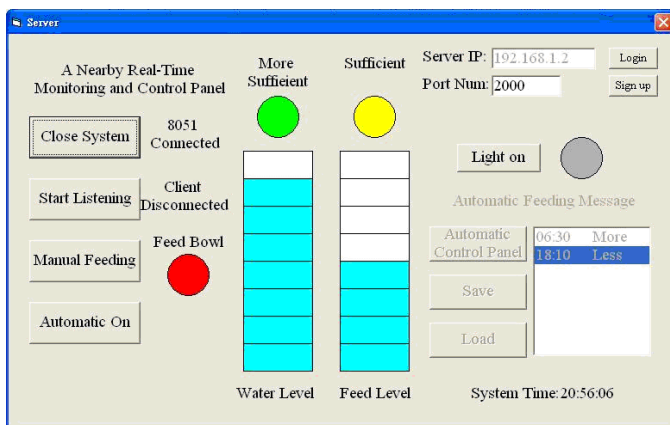 Server
A Nearby Real-Time
Monitoring and Control Panel
More
Suffieient
Sufficient
Server IP: 192.168.1.2
Login
Port Num: 2000
Sign up
Close System
8051
Connected
Start Listening
Client
Disconnected
Manual Feeding
Feed Bowl
Automatic On
Light on
Automatic Feeding Message
Automatic
Control Panel
06:30 More
18:10 Less
Save
Load
Water Level
Feed Level
System Time:20:56:06